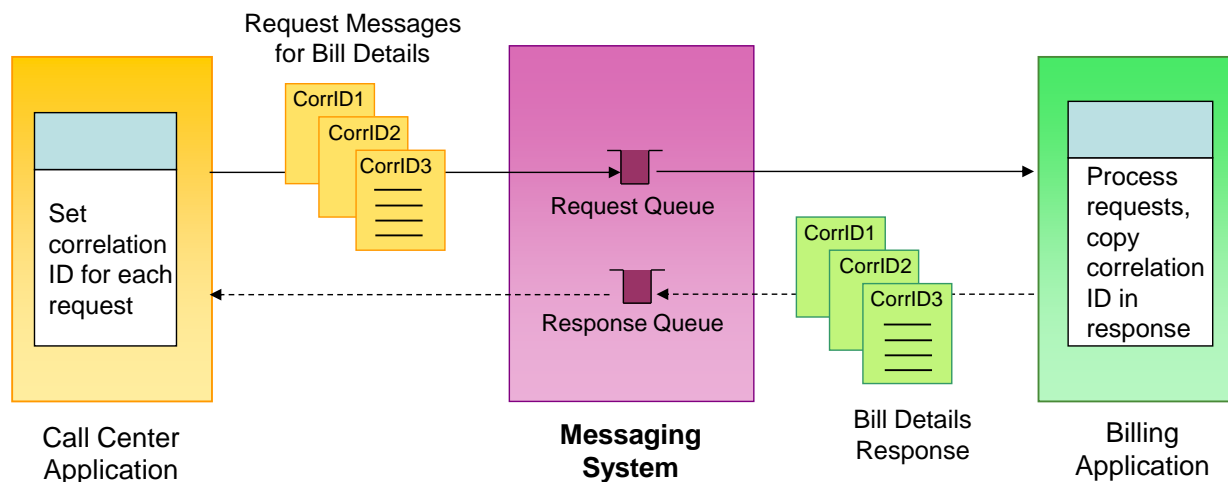 Request Messages
for Bill Details
CorrID1
CorrID2
CorrID3
Set
correlation
ID for each
request
Request Queue
Response Queue
CorrID1
CorrID2
CorrID3
Process
requests,
copy
correlation
ID in
response
Call Center
Application
Messaging
System
Bill Details
Response
Billing
Application